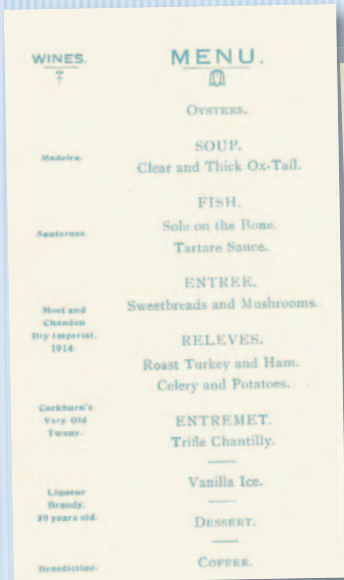 WINES.
MENU.
OYSTERS.
Madeira.
SOUP.
Clear and Thick Ox-Tail.
Sauternes.
FISH.
Sole on the Bone.
Tartare Sauce.
ENTREE.
Sweetbreads and Mushrooms.
Moet and
Chandon
Dry Imperial,
1914.
RELEVES.
Roast Turkey and Ham.
Celery and Potatoes.
Cockburn's
Very Old
Tawny.
ENTREMET.
Trifle Chantilly.
Vanilla Ice.
Liqueur
Brandy,
30 years old.
DESSERT.
Benedictine.
COFFEE.